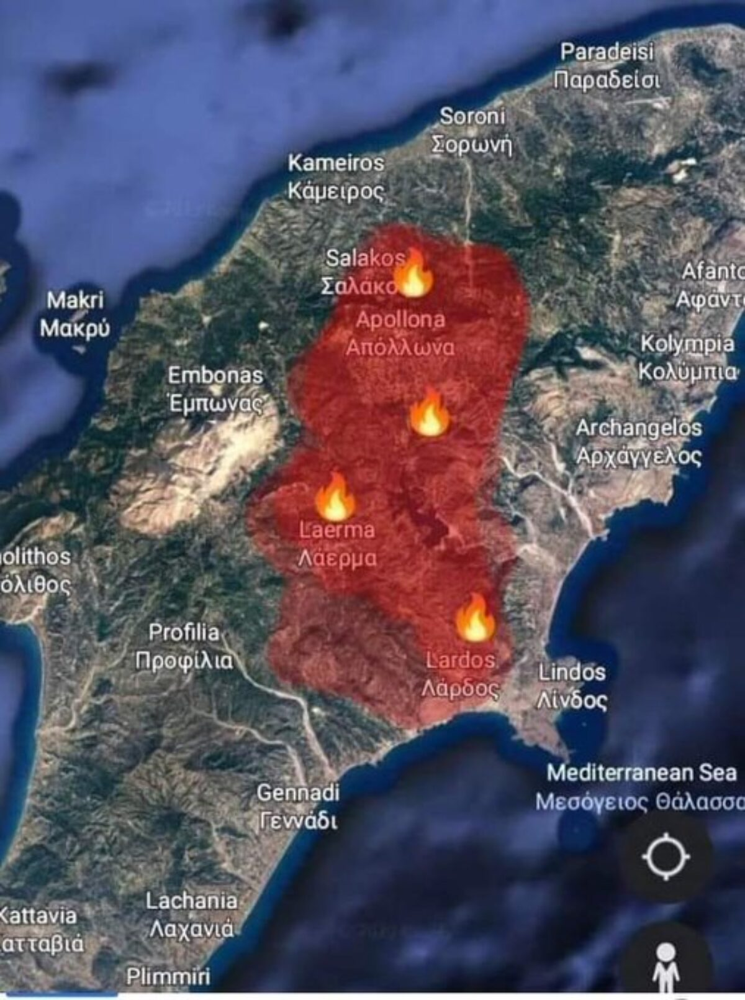 Paradeisi
Παραδείσι
Soroni
Σορωνή
Kameiros
Κάμειρος
Salakos
Σαλάκο
Afanto
Αφάντο
Makri
Μακρύ
Apollona
Απόλλωνα
Kolympia
Κολύμπια
Embonas
Έμπωνας
Archangelos
Αρχάγγελος
Laerma
Λάερμα
olithos
όλιθος
Profilia
Προφίλια
Lardos
Λάρδος
Lindos
Λίνδος
Mediterranean Sea
Μεσόγειος Θάλασσα
Gennadi
Γεννάδι
Lachania
Λαχανιά
Kattavia
ατταβιά
Plimmiri